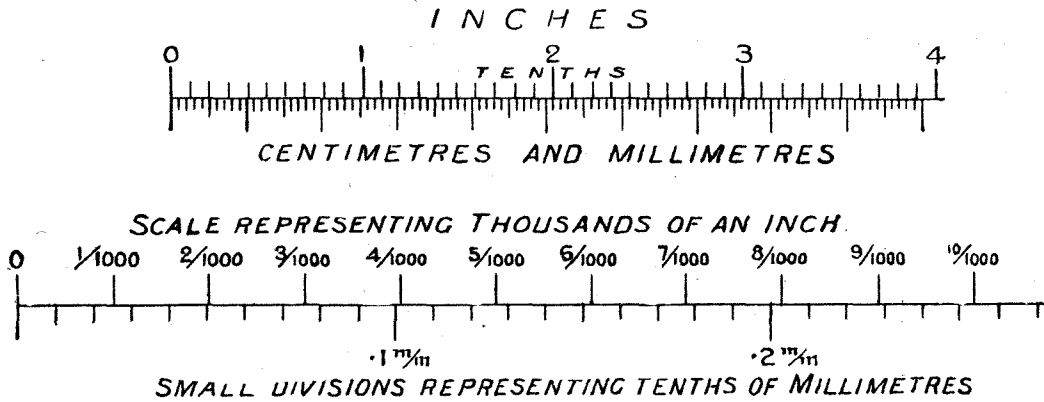 INCHES
0 1 2 3 4
TENTHS
CENTIMETRES AND MILLIMETRES
SCALE REPRESENTING THOUSANDS OF AN INCH.
0 1/1000 2/1000 3/1000 4/1000 5/1000 6/1000 7/1000 8/1000 9/1000 10/1000
·1 m/m ·2 m/m
SMALL DIVISIONS REPRESENTING TENTHS OF MILLIMETRES